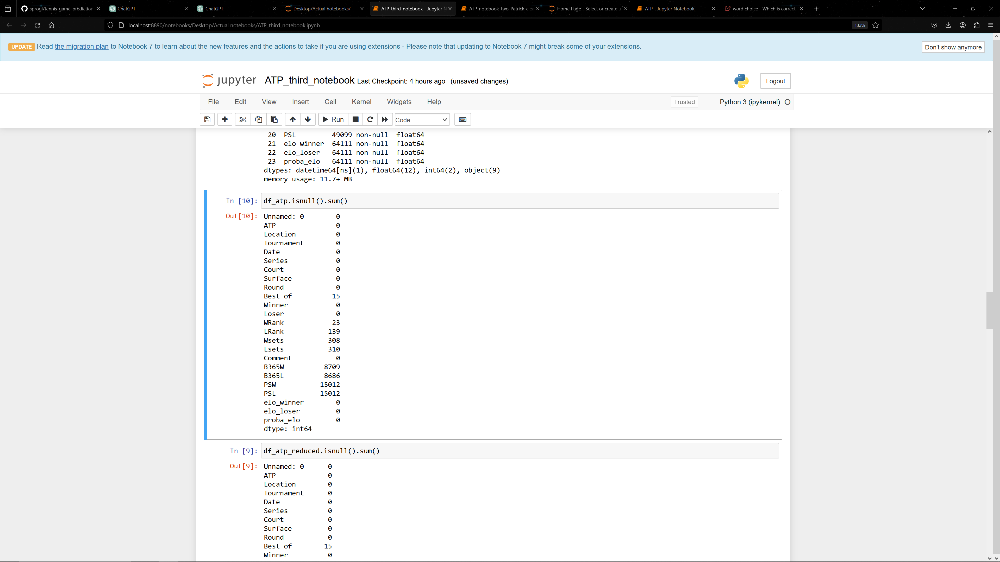 sprogl/tennis-game-prediction
ChatGPT
ChatGPT
Desktop/Actual notebooks/
ATP_third_notebook - Jupyter N
ATP_notebook_two_Patrick_clea
Home Page - Select or create a
ATP - Jupyter Notebook
word choice - Which is correct,
localhost:8890/notebooks/Desktop/Actual notebooks/ATP_third_notebook.ipynb
133%
UPDATE Read the migration plan to Notebook 7 to learn about the new features and the actions to take if you are using extensions - Please note that updating to Notebook 7 might break some of your extensions.
Don't show anymore
jupyter ATP_third_notebook Last Checkpoint: 4 hours ago (unsaved changes)
Logout
File Edit View Insert Cell Kernel Widgets Help
Trusted
Python 3 (ipykernel)
Run
Code
20 PSL 49099 non-null float64
21 elo_winner 64111 non-null float64
22 elo_loser 64111 non-null float64
23 proba_elo 64111 non-null float64
dtypes: datetime64[ns](1), float64(12), int64(2), object(9)
memory usage: 11.7+ MB
In [10]: df_atp.isnull().sum()
Out[10]: Unnamed: 0 0
ATP 0
Location 0
Tournament 0
Date 0
Series 0
Court 0
Surface 0
Round 0
Best of 15
Winner 0
Loser 0
WRank 23
LRank 139
Wsets 308
Lsets 310
Comment 0
B365W 8709
B365L 8686
PSW 15012
PSL 15012
elo_winner 0
elo_loser 0
proba_elo 0
dtype: int64
In [9]: df_atp_reduced.isnull().sum()
Out[9]: Unnamed: 0 0
ATP 0
Location 0
Tournament 0
Date 0
Series 0
Court 0
Surface 0
Round 0
Best of 15
Winner 0